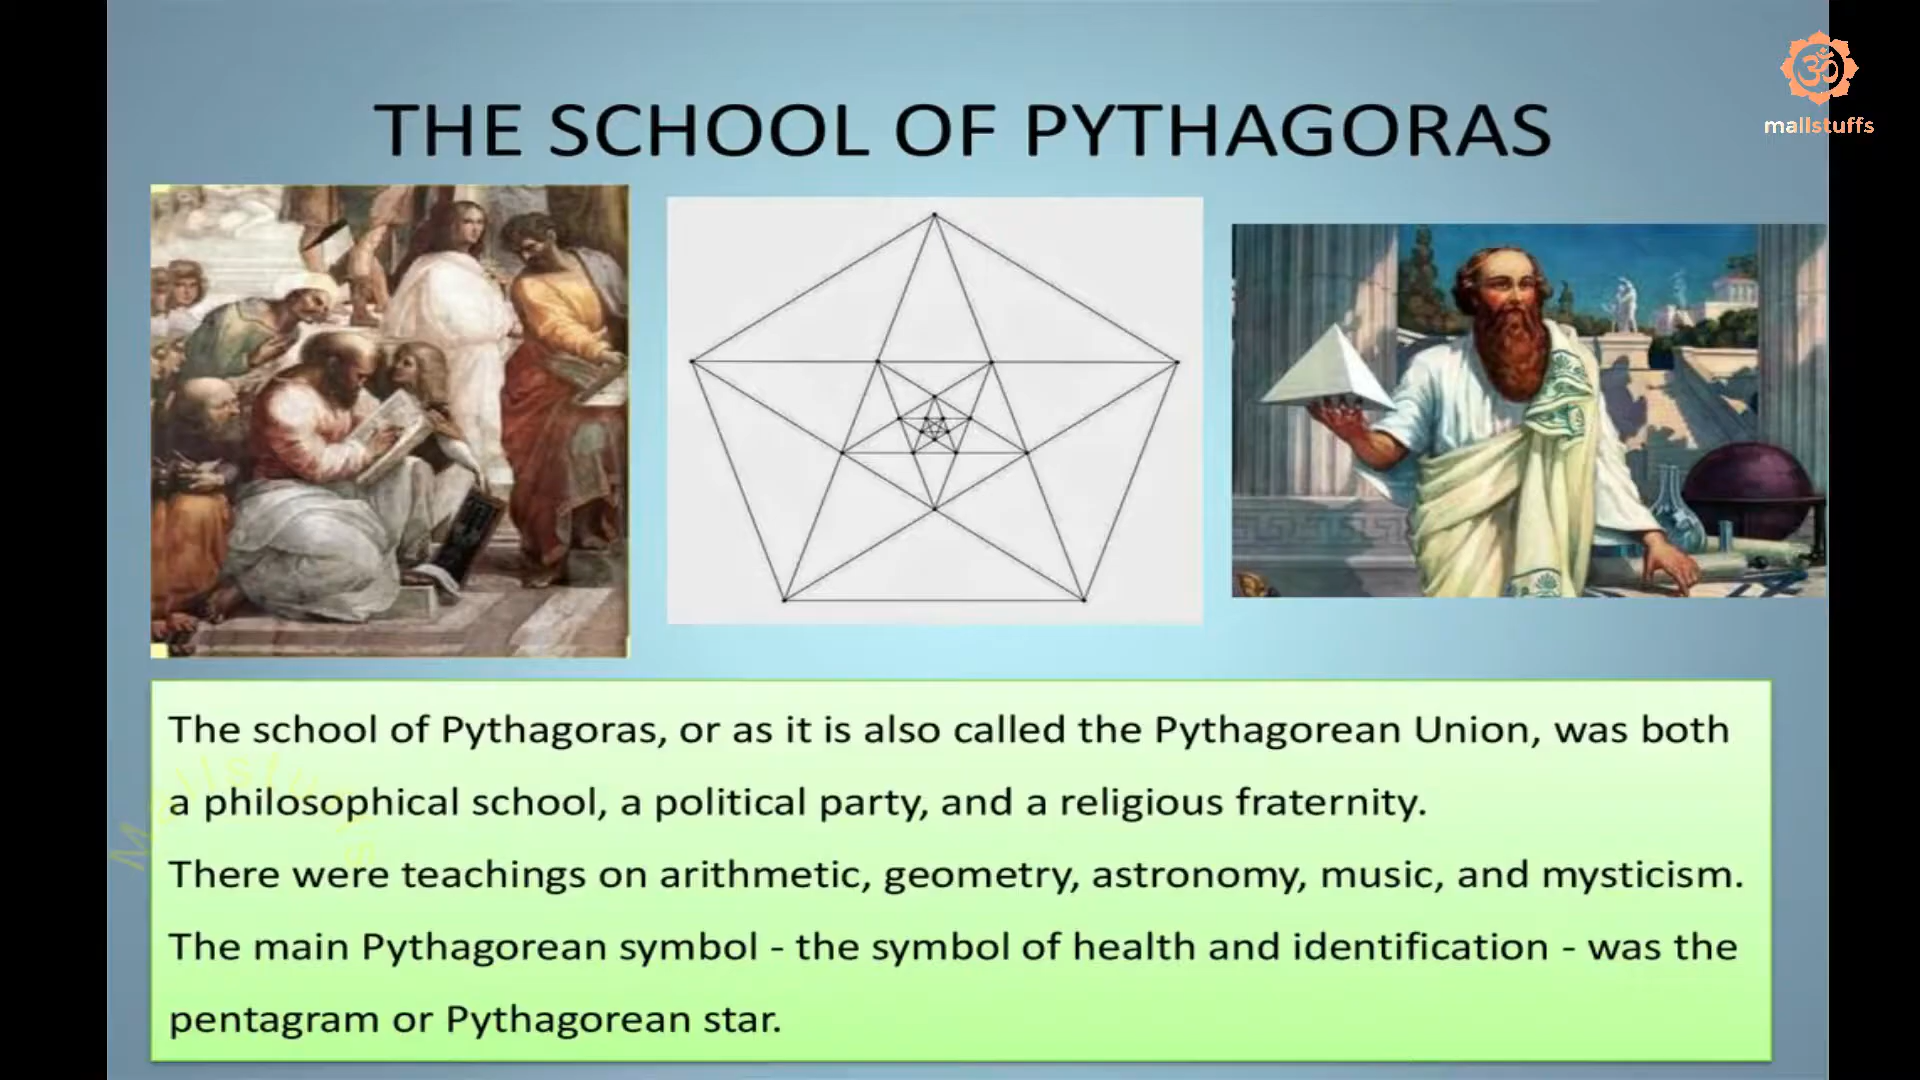 THE SCHOOL OF PYTHAGORAS
mallstuffs
The school of Pythagoras, or as it is also called the Pythagorean Union, was both
a philosophical school, a political party, and a religious fraternity.
There were teachings on arithmetic, geometry, astronomy, music, and mysticism.
The main Pythagorean symbol - the symbol of health and identification - was the
pentagram or Pythagorean star.
Mallstuffs